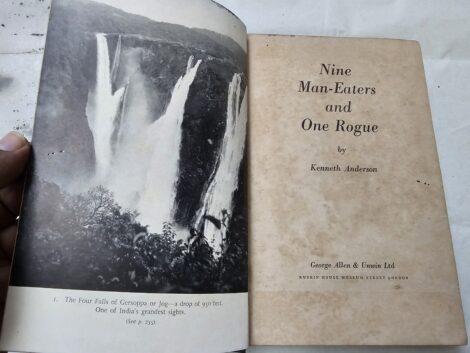 1. The Four Falls of Gersoppa or Jog—a drop of 950 feet.
One of India's grandest sights.
(See p. 235)
Nine
Man-Eaters
and
One Rogue
by
Kenneth Anderson
George Allen & Unwin Ltd
RUSKIN HOUSE MUSEUM STREET LONDON